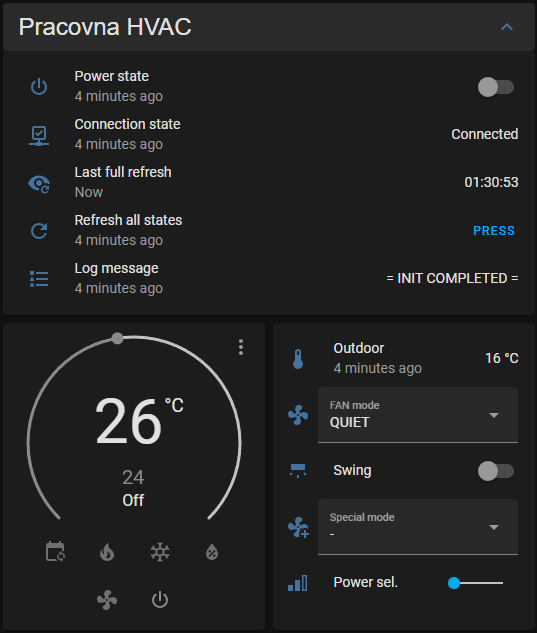 Pracovna HVAC
Power state
4 minutes ago
Connection state
4 minutes ago
Connected
Last full refresh
Now
01:30:53
Refresh all states
4 minutes ago
PRESS
Log message
4 minutes ago
= INIT COMPLETED =
26 °C
24
Off
Outdoor
4 minutes ago
16 °C
FAN mode
QUIET
Swing
Special mode
-
Power sel.